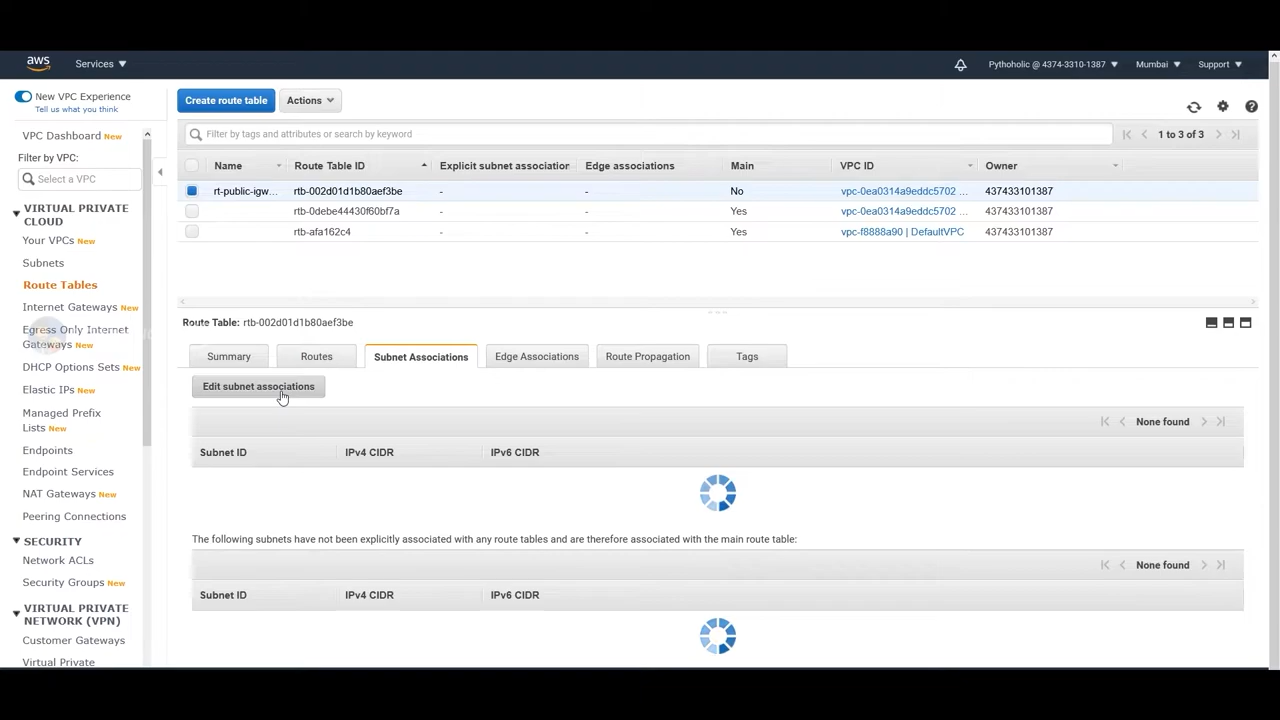 aws Services Pythoholic @ 4374-3310-1387 Mumbai Support
New VPC Experience
Tell us what you think
VPC Dashboard New
Filter by VPC:
Select a VPC
VIRTUAL PRIVATE
CLOUD
Your VPCs New
Subnets
Route Tables
Internet Gateways New
Egress Only Internet
Gateways New
DHCP Options Sets New
Elastic IPs New
Managed Prefix
Lists New
Endpoints
Endpoint Services
NAT Gateways New
Peering Connections
SECURITY
Network ACLs
Security Groups New
VIRTUAL PRIVATE
NETWORK (VPN)
Customer Gateways
Virtual Private
Create route table Actions
Filter by tags and attributes or search by keyword 1 to 3 of 3
Name Route Table ID Explicit subnet association Edge associations Main VPC ID Owner
rt-public-igw... rtb-002d01d1b80aef3be - - No vpc-0ea0314a9eddc5702 ... 437433101387
rtb-0debe44430f60bf7a - - Yes vpc-0ea0314a9eddc5702 ... 437433101387
rtb-afa162c4 - - Yes vpc-f8888a90 | DefaultVPC 437433101387
Route Table: rtb-002d01d1b80aef3be
Summary Routes Subnet Associations Edge Associations Route Propagation Tags
Edit subnet associations
None found
Subnet ID IPv4 CIDR IPv6 CIDR
The following subnets have not been explicitly associated with any route tables and are therefore associated with the main route table:
None found
Subnet ID IPv4 CIDR IPv6 CIDR